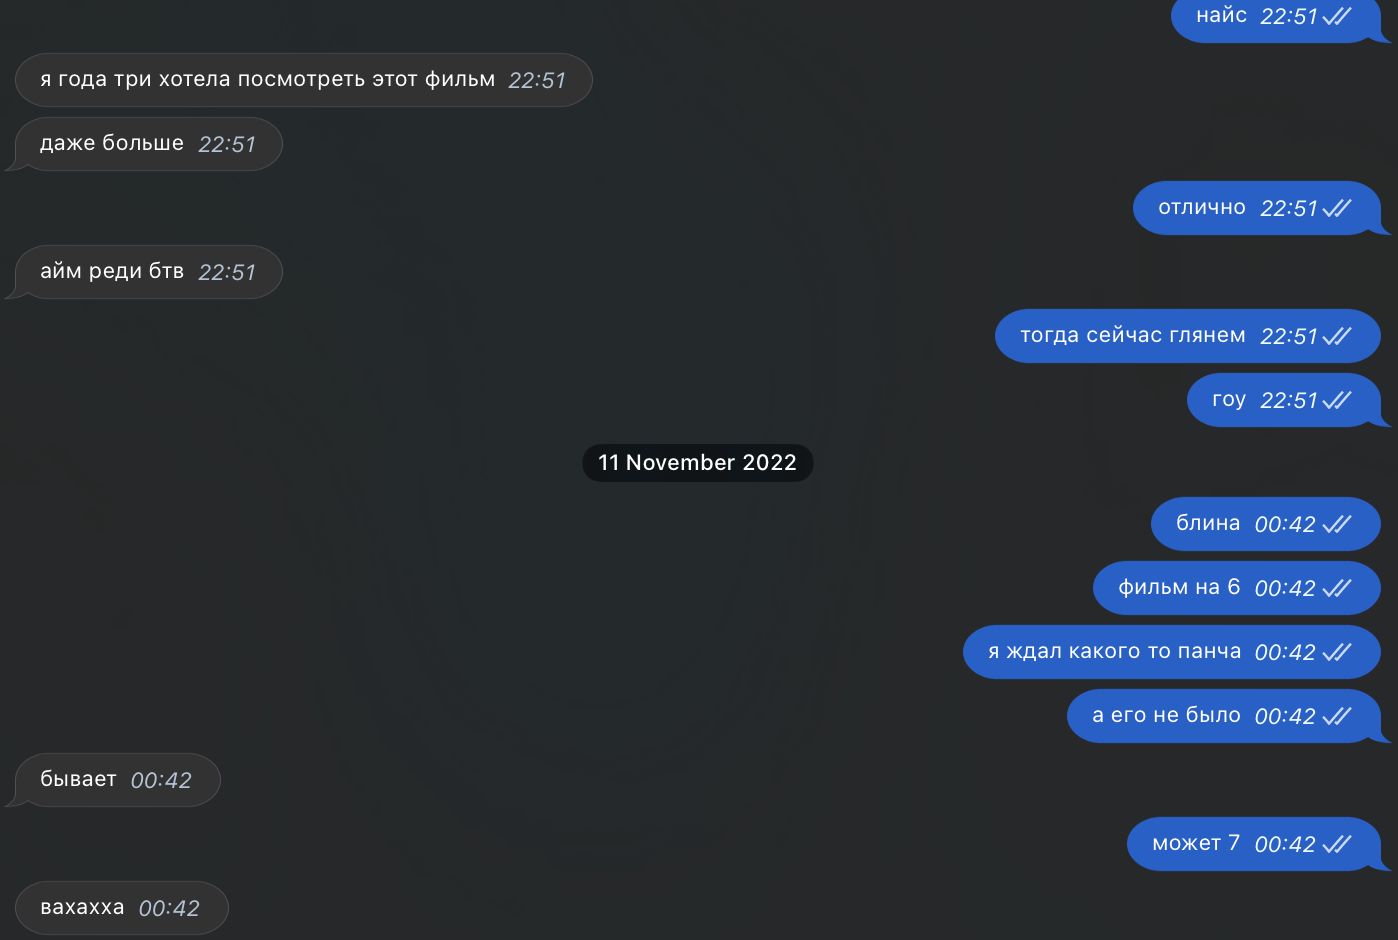 найс 22:51
я года три хотела посмотреть этот фильм 22:51
даже больше 22:51
отлично 22:51
айм реди бтв 22:51
тогда сейчас глянем 22:51
гоу 22:51
11 November 2022
блина 00:42
фильм на 6 00:42
я ждал какого то панча 00:42
а его не было 00:42
бывает 00:42
может 7 00:42
вахахха 00:42